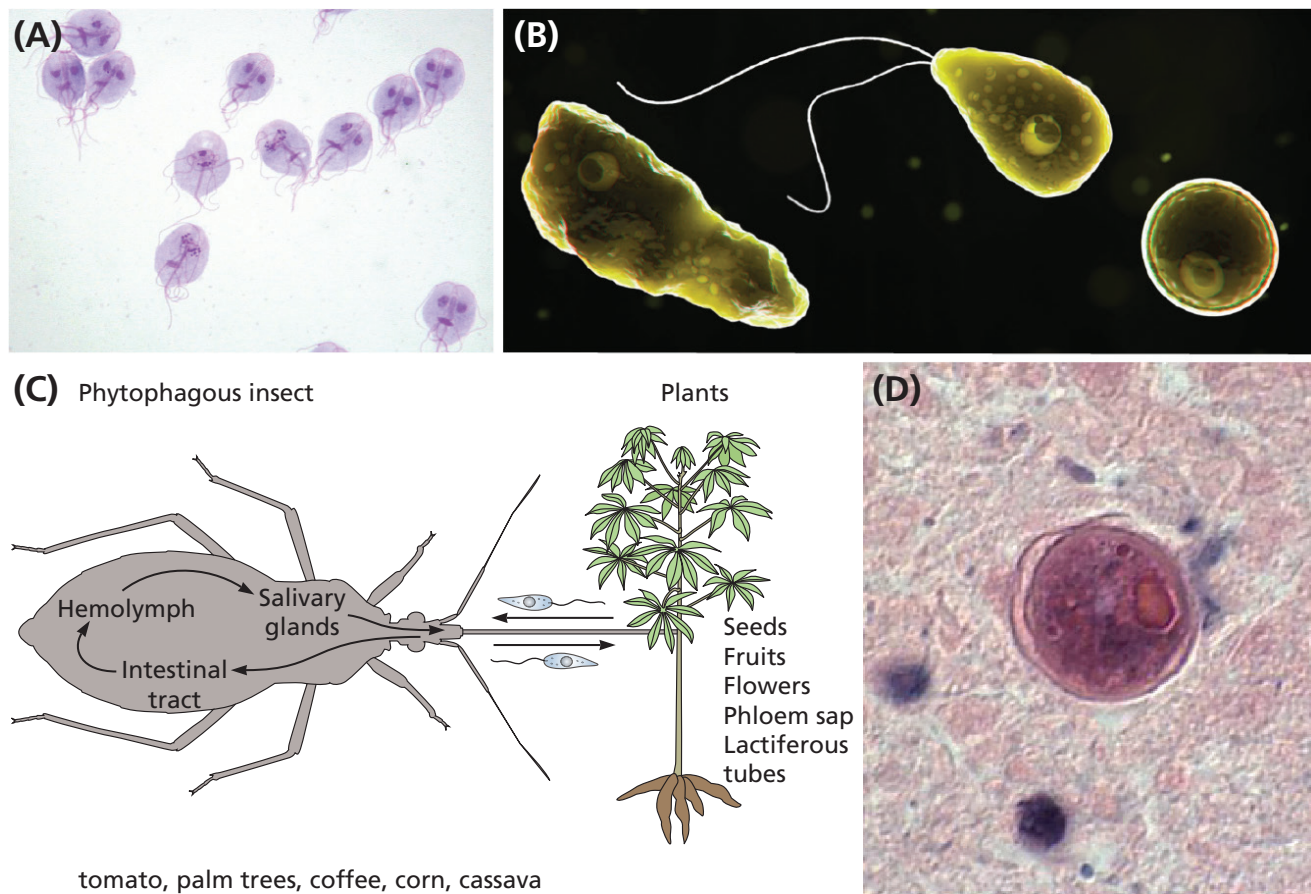 (A)
(B)
(C) Phytophagous insect
Plants
Hemolymph
Salivary
glands
Intestinal
tract
Seeds
Fruits
Flowers
Phloem sap
Lactiferous
tubes
tomato, palm trees, coffee, corn, cassava
(D)